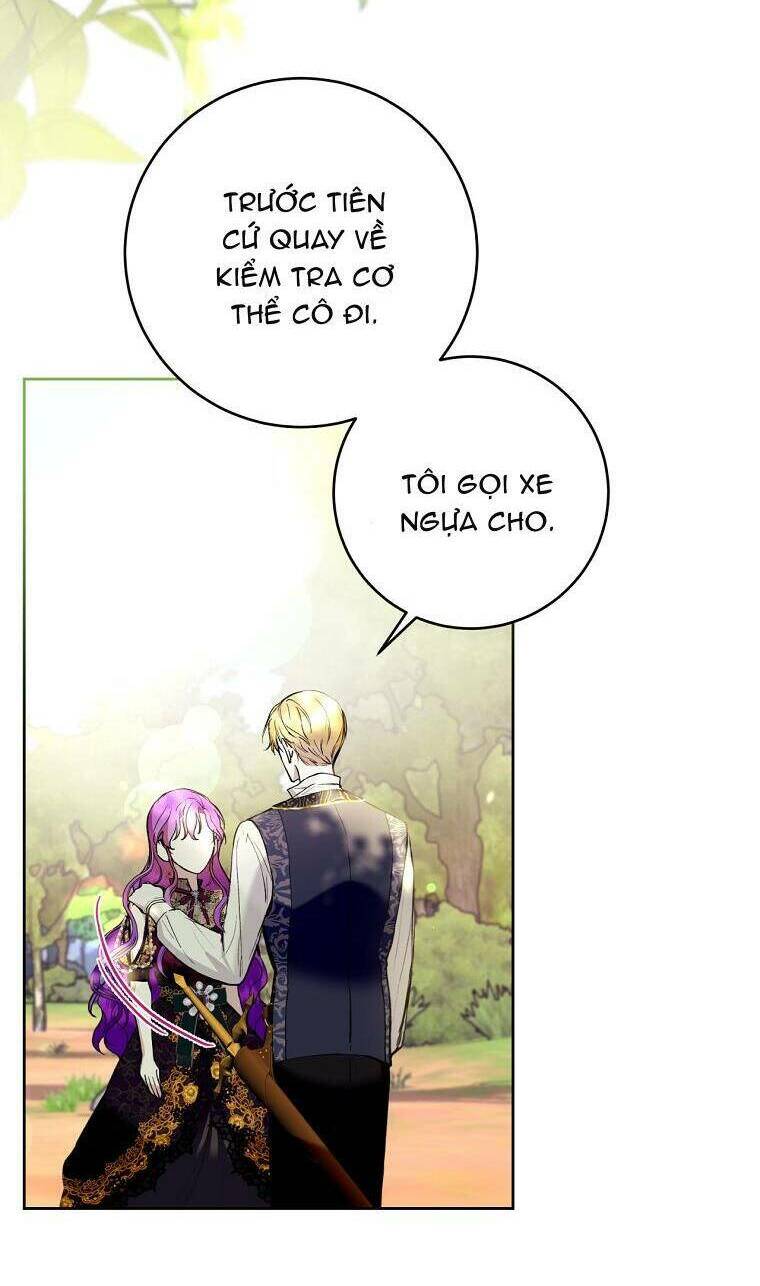 TRƯỚC TIÊN
CỨ QUAY VỀ
KIỂM TRA CƠ
THỂ CÔ ĐI.
TÔI GỌI XE
NGỰA CHO.